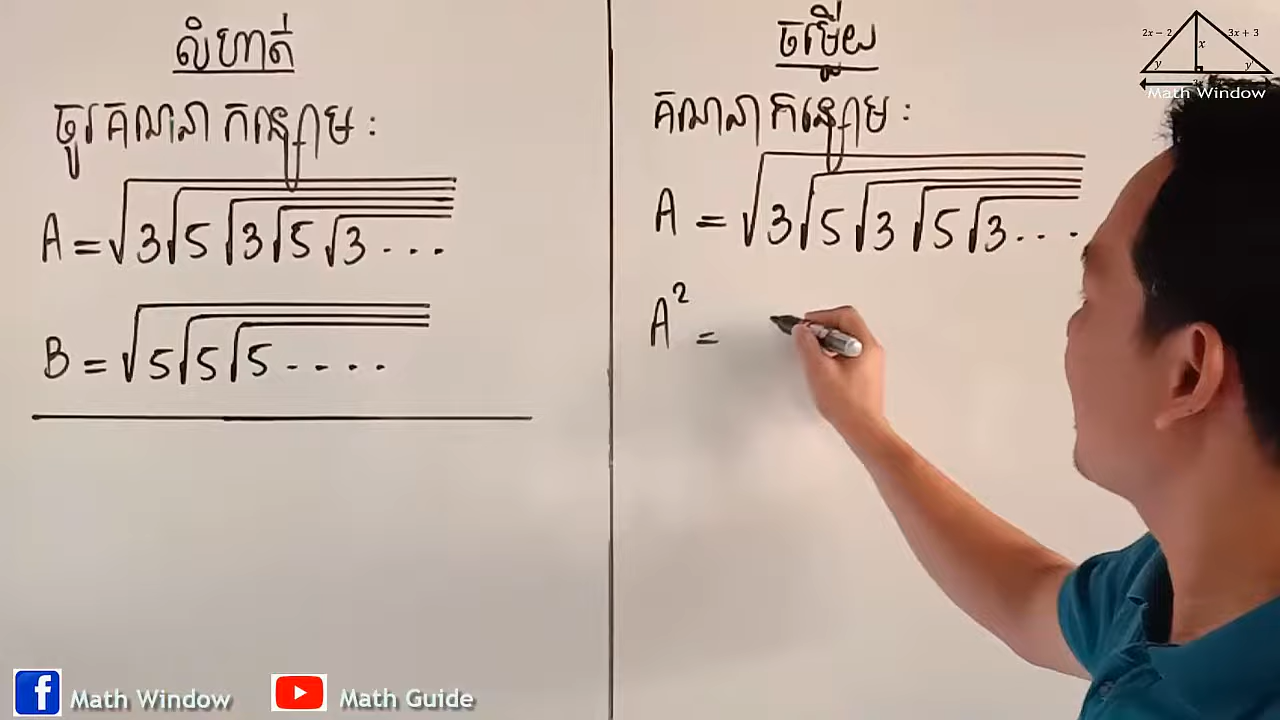 លិហាត់
ចូរគណនាកន្សោម :
A = √3√5√3√5√3...
B = √5√5√5....
ចម្លើយ
គណនាកន្សោម :
A = √3√5√3√5√3...
A² =
2x − 2
3x + 3
x
y
y
Math Window
Math Window
Math Guide